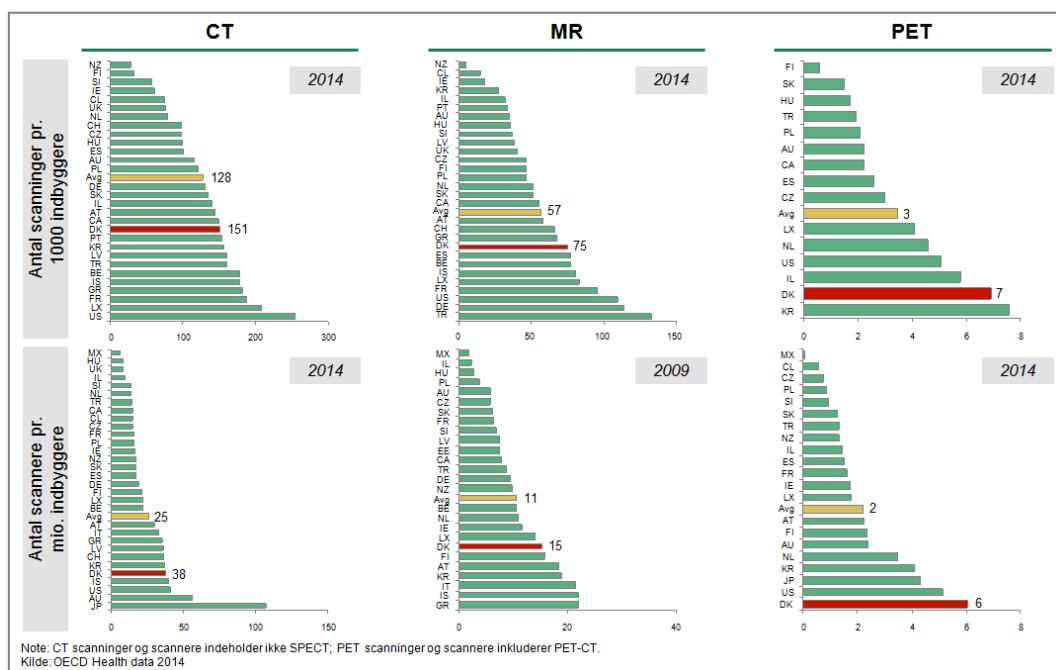 CT
MR
PET
Antal scanninger pr.
1000 indbyggere
2014
NZ
FI
SI
IE
CL
UK
NL
CH
CZ
HU
ES
AU
PL
Avg 128
DE
SK
IL
AT
CA
DK 151
PT
KR
LV
TR
BE
IS
GR
FR
LX
US
0 100 200 300
2014
NZ
CL
IE
KR
IL
PT
AU
HU
SI
LV
UK
CZ
FI
PL
NL
SK
CA
Avg 57
AT
CH
GR
DK 75
ES
BE
IS
LX
FR
US
DE
TR
0 50 100 150
2014
FI
SK
HU
TR
PL
AU
CA
ES
CZ
Avg 3
LX
NL
US
IL
DK 7
KR
0 2 4 6 8
Antal scannere pr.
mio. indbyggere
2014
MX
HU
UK
IL
SI
NL
TR
CA
CL
CZ
FR
PL
IE
NZ
SK
ES
DE
FI
LX
BE
Avg 25
AT
IT
GR
LV
CH
KR
DK 38
IS
US
AU
JP
0 50 100 150
2009
MX
IL
HU
PL
AU
CZ
SK
FR
SI
LV
EE
CA
TR
DE
NZ
Avg 11
BE
NL
IE
LX
DK 15
FI
AT
KR
IT
IS
GR
0 20 40
2014
MX
CL
CZ
PL
SI
SK
TR
NZ
IL
ES
FR
IE
LX
Avg 2
AT
FI
AU
NL
KR
JP
US
DK 6
0 2 4 6 8
Note: CT scanninger og scannere indeholder ikke SPECT; PET scanninger og scannere inkluderer PET-CT.
Kilde: OECD Health data 2014